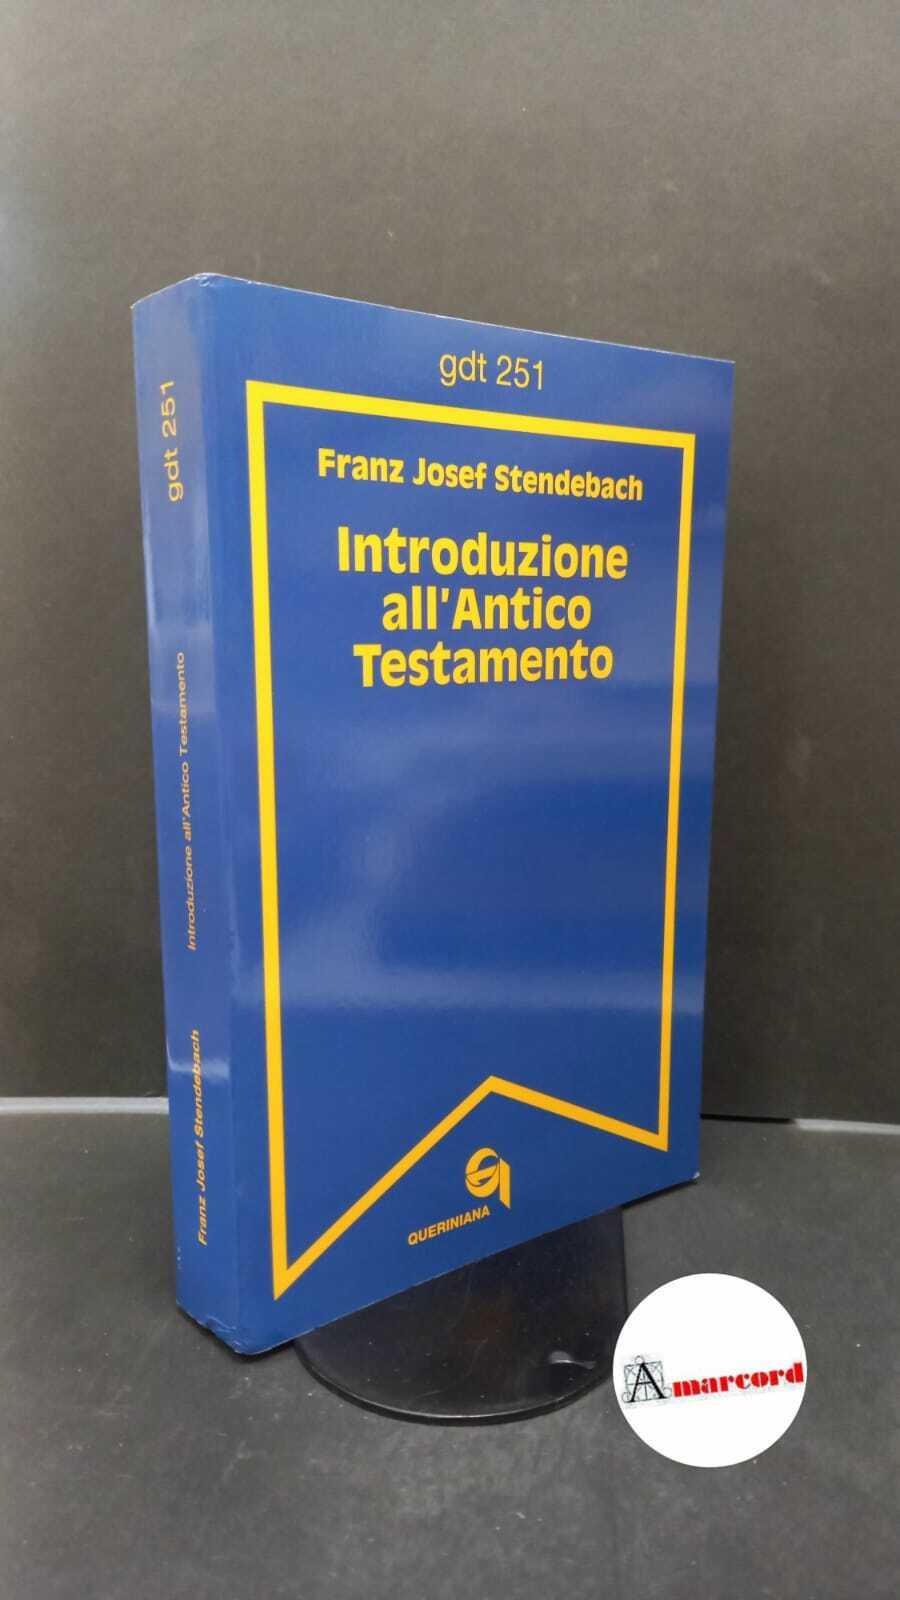 gdt 251
Franz Josef Stendebach
Introduzione
all'Antico
Testamento
QUERINIANA
gdt 251
Introduzione all'Antico Testamento
Franz Josef Stendebach
Amarcord